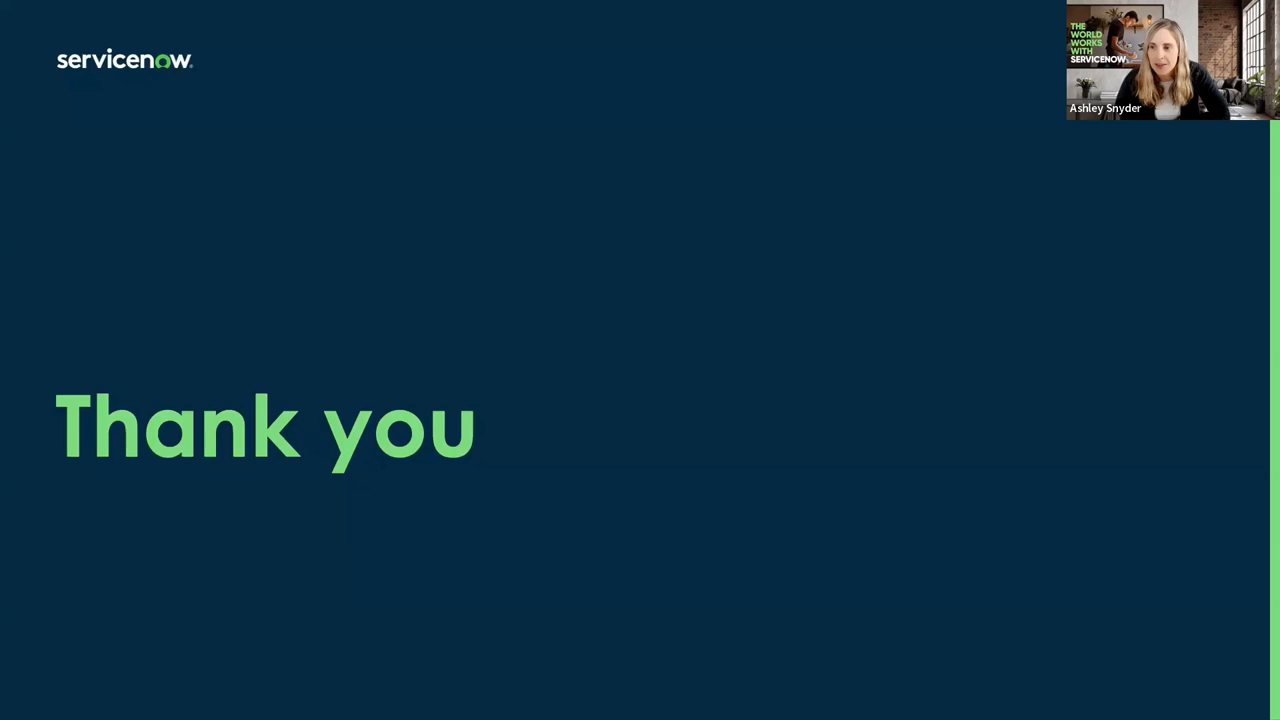 servicenow.
THE
WORLD
WORKS
WITH
SERVICENOW
Ashley Snyder
Thank you